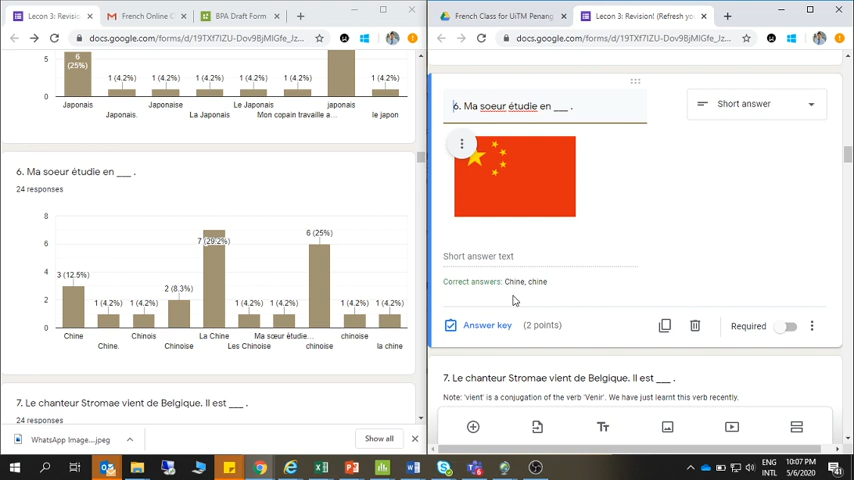 Lecon 3: Revisi
French Online C
BPA Draft Form
docs.google.com/forms/d/19TXf7IZU-Dov9BjMIGfe_Jz...
5
6
(25%)
1 (4.2%)
1 (4.2%)
1 (4.2%)
1 (4.2%)
1 (4.2%)
1 (4.2%)
1 (4.2%)
Japonais
Japonaise
Le Japonais
japonais
Japonais.
La Japonais
Mon copain travaille a...
le japon
6. Ma soeur étudie en ___ .
24 responses
8
6
4
2
0
3 (12.5%)
1 (4.2%)
1 (4.2%)
2 (8.3%)
7 (29.2%)
1 (4.2%)
1 (4.2%)
6 (25%)
1 (4.2%)
1 (4.2%)
Chine
Chinois
La Chine
Ma sœur étudie...
chinoise
Chine.
Chinoise
Les Chinoise
chinoise
la chine
7. Le chanteur Stromae vient de Belgique. Il est ___ .
24 responses
WhatsApp Image....jpeg
Show all
French Class for UiTM Penang
Lecon 3: Revision! (Refresh you
docs.google.com/forms/d/19TXf7IZU-Dov9BjMIGfe_Jz...
6. Ma soeur étudie en ___ .
Short answer
Short answer text
Correct answers: Chine, chine
Answer key
(2 points)
Required
7. Le chanteur Stromae vient de Belgique. Il est ___ .
Note: 'vient' is a conjugation of the verb 'Venir'. We have just learnt this verb recently.
ENG
INTL
10:07 PM
5/6/2020
41